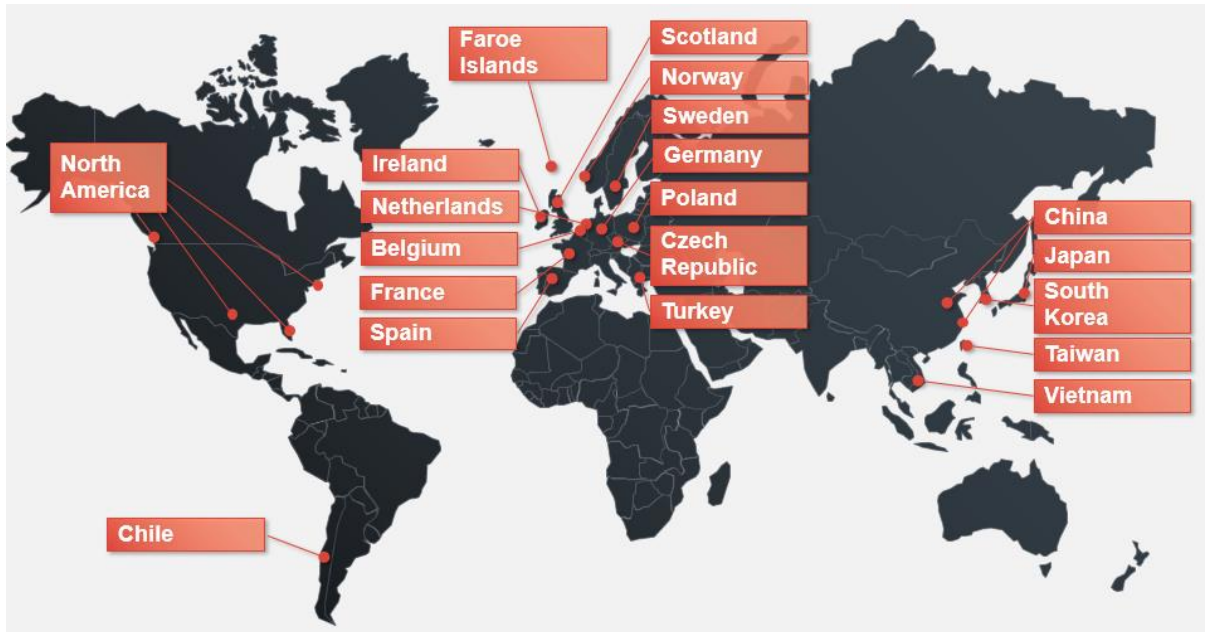 Faroe
Islands
Scotland
Norway
Sweden
Germany
Poland
Czech
Republic
Turkey
North
America
Ireland
Netherlands
Belgium
France
Spain
China
Japan
South
Korea
Taiwan
Vietnam
Chile